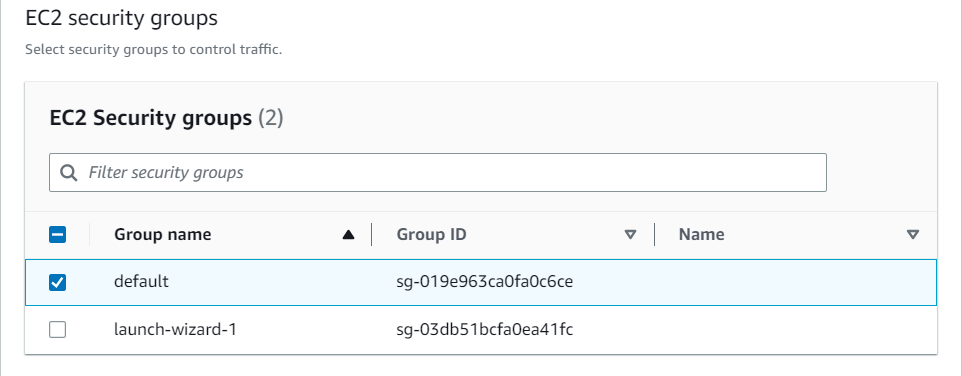 EC2 security groups
Select security groups to control traffic.
EC2 Security groups (2)
Filter security groups
Group name Group ID Name
default sg-019e963ca0fa0c6ce
launch-wizard-1 sg-03db51bcfa0ea41fc